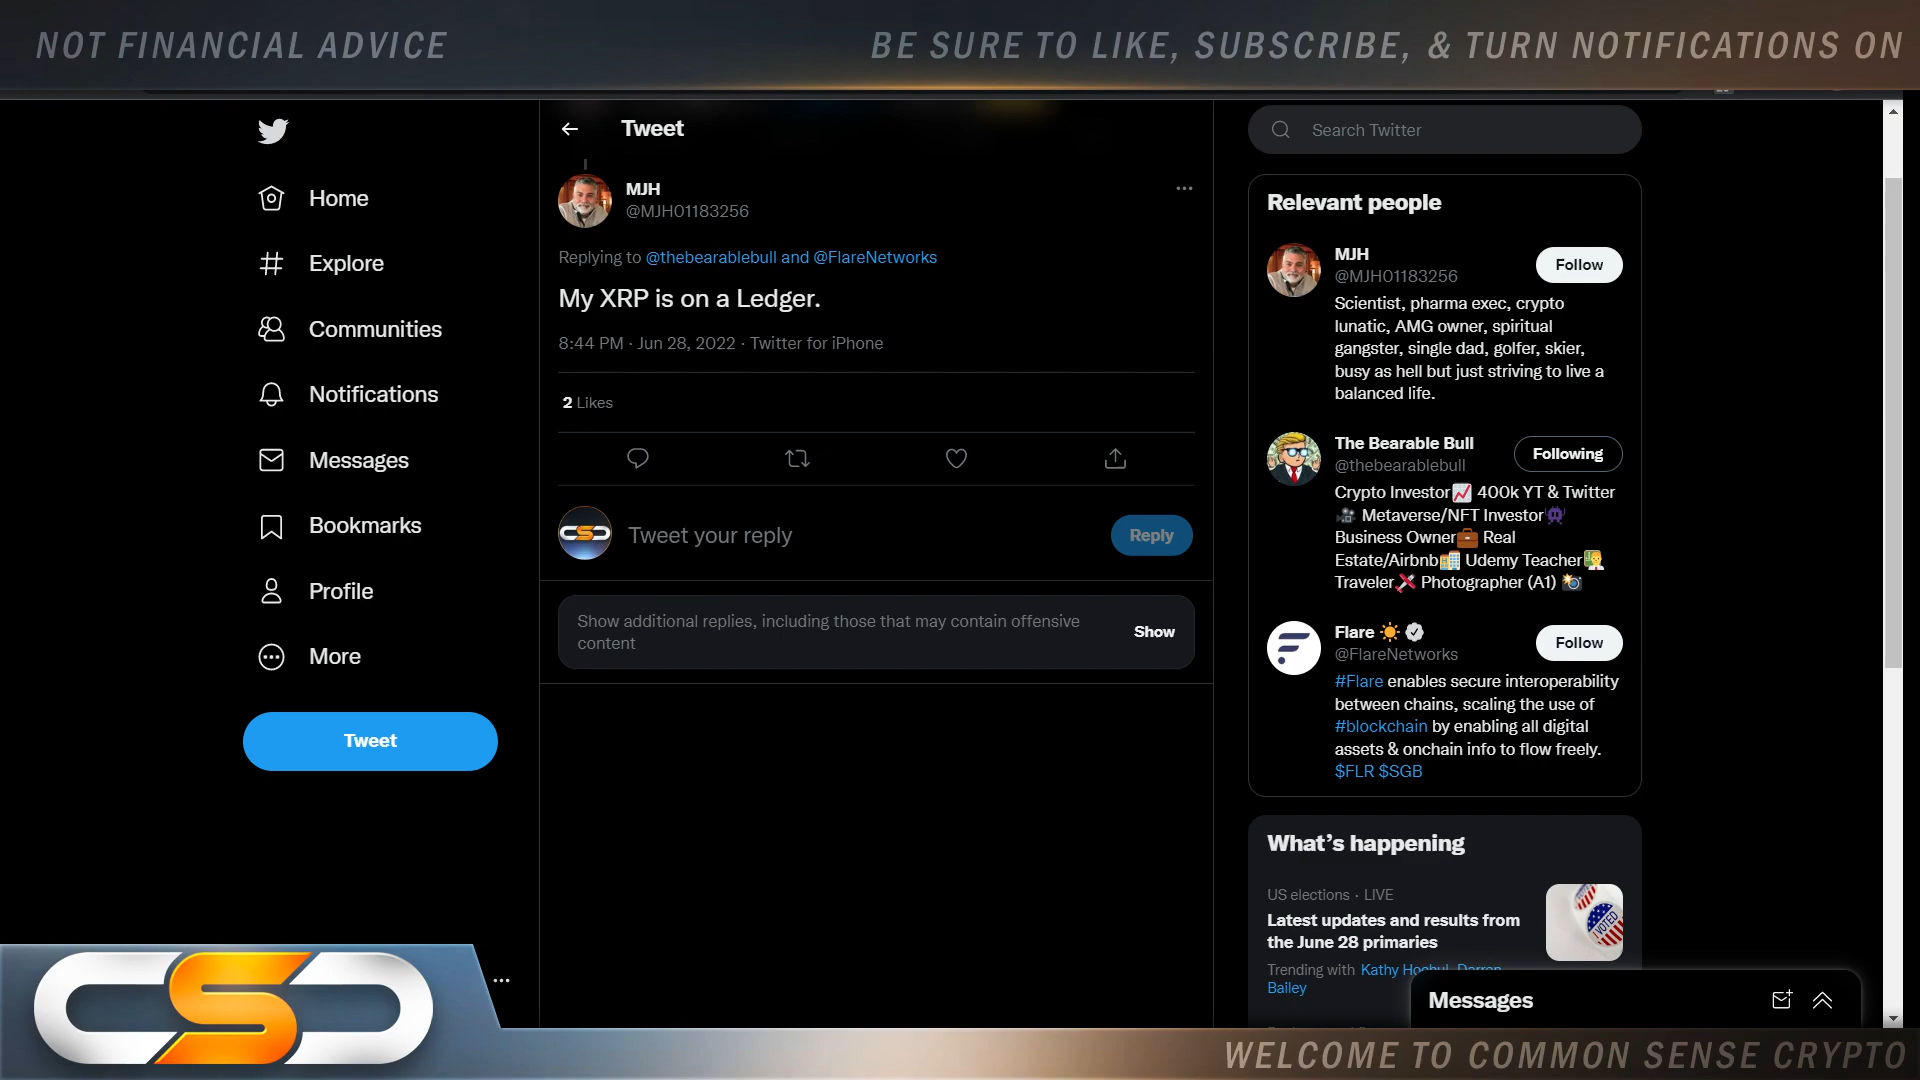 NOT FINANCIAL ADVICE
BE SURE TO LIKE, SUBSCRIBE, & TURN NOTIFICATIONS ON
Home
Explore
Communities
Notifications
Messages
Bookmarks
Profile
More
Tweet
Tweet
MJH
@MJH01183256
Replying to @thebearablebull and @FlareNetworks
My XRP is on a Ledger.
8:44 PM · Jun 28, 2022 · Twitter for iPhone
2 Likes
CSC
Tweet your reply
Reply
Show additional replies, including those that may contain offensive
content
Show
Search Twitter
Relevant people
MJH
@MJH01183256
Follow
Scientist, pharma exec, crypto
lunatic, AMG owner, spiritual
gangster, single dad, golfer, skier,
busy as hell but just striving to live a
balanced life.
The Bearable Bull
@thebearablebull
Following
Crypto Investor📈 400k YT & Twitter
🎥 Metaverse/NFT Investor👾
Business Owner💼 Real
Estate/Airbnb🏨 Udemy Teacher👨‍🏫
Traveler✈️ Photographer (A1) 📸
Flare ☀️
@FlareNetworks
Follow
#Flare enables secure interoperability
between chains, scaling the use of
#blockchain by enabling all digital
assets & onchain info to flow freely.
$FLR $SGB
What's happening
US elections · LIVE
Latest updates and results from
the June 28 primaries
I VOTED
Trending with Kathy Hochul, Darren
Bailey
Messages
CSC
WELCOME TO COMMON SENSE CRYPTO